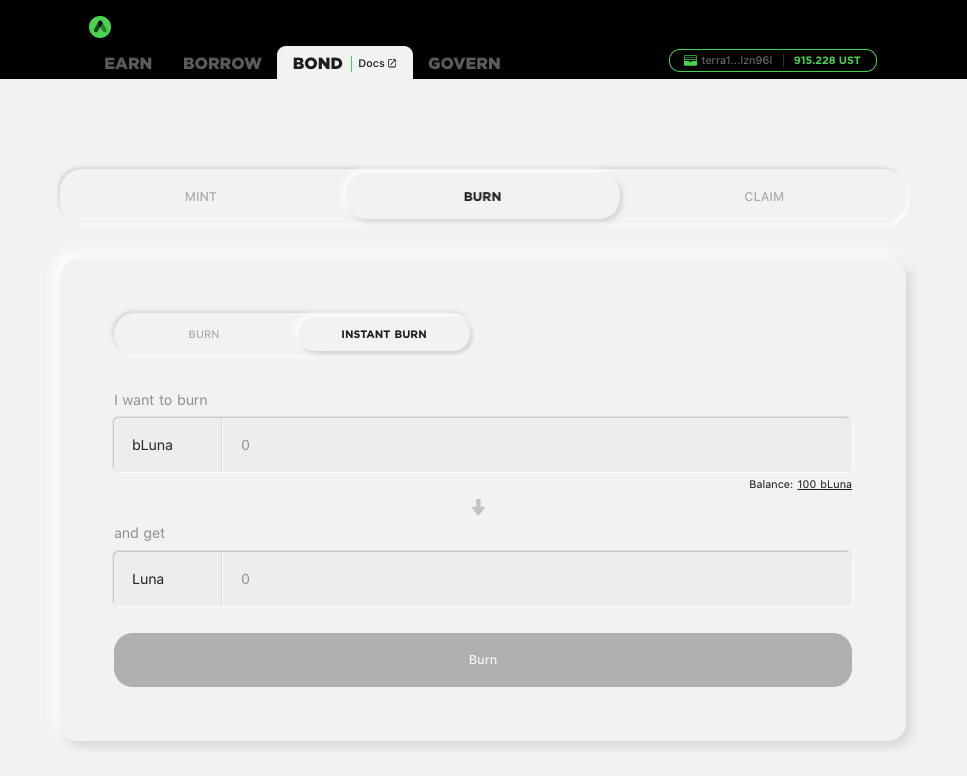 EARN BORROW BOND Docs GOVERN terra1...lzn96l 915.228 UST
MINT BURN CLAIM
BURN INSTANT BURN
I want to burn
bLuna 0
Balance: 100 bLuna
and get
Luna 0
Burn